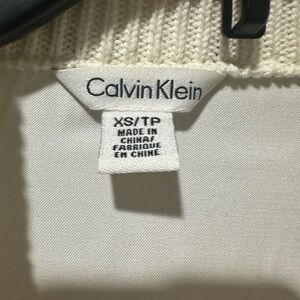 Calvin Klein
XS/TP
MADE IN
CHINA/
FABRIQUE
EN CHINE